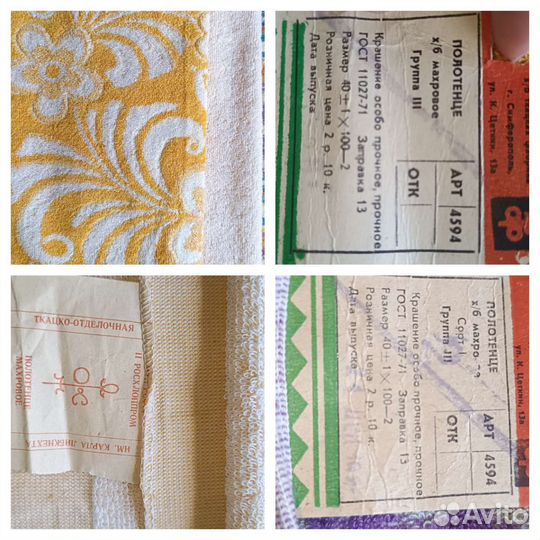 ПОЛОТЕНЦЕ
х/б махровое
Группа III
АРТ 4594
ОТК
Крашение особо прочное, прочное
ГОСТ 11027-71 Заправка 13
Размер 40±1×100—2
Розничная цена 2 р. 10 к.
Дата выпуска
г. Симферополь,
ул. К. Цеткин, 13а
ТКАЦКО-ОТДЕЛОЧНАЯ
ИМ. КАРЛА ЛИБКНЕХТА
ПОЛОТЕНЦЕ
МАХРОВОЕ
ПОЛОТЕНЦЕ
х/б махро
Сорт
Группа III
АРТ 4594
ОТК
Крашение особо прочное, прочное
ГОСТ 11027-71 Заправка 13
Размер 40±1×100—2
Розничная цена 2 р. 10 к.
Дата выпуска
ул. К. Цеткин, 13а
Avito